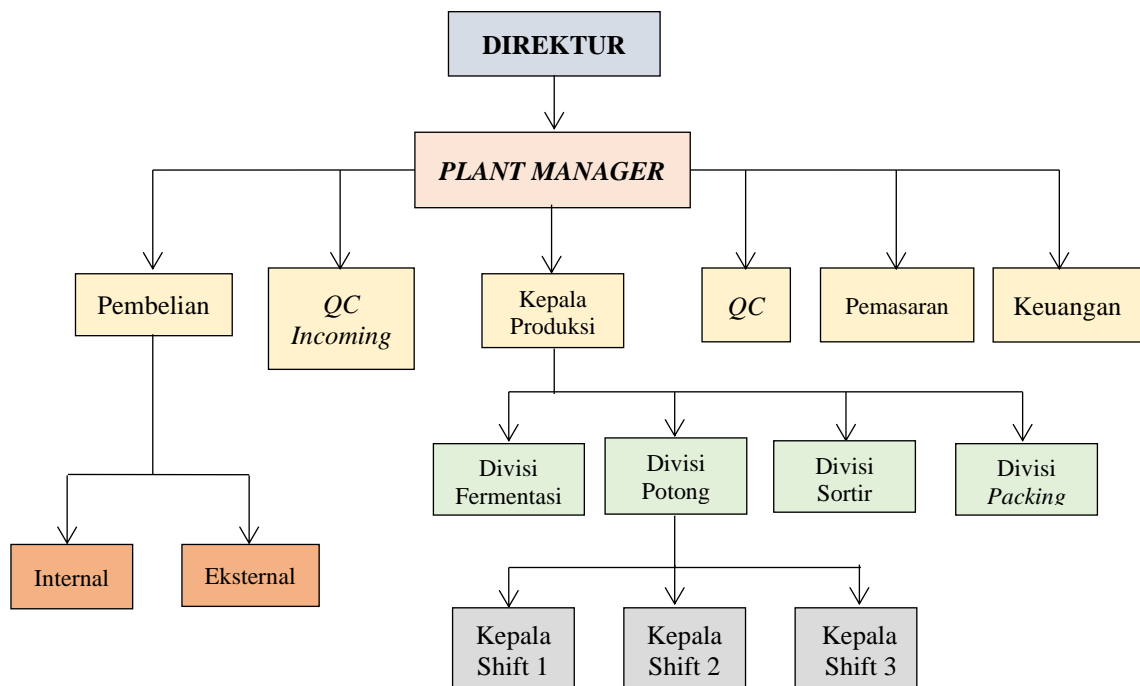 DIREKTUR
PLANT MANAGER
Pembelian
QC
Incoming
Kepala
Produksi
QC
Pemasaran
Keuangan
Divisi
Fermentasi
Divisi
Potong
Divisi
Sortir
Divisi
Packing
Internal
Eksternal
Kepala
Shift 1
Kepala
Shift 2
Kepala
Shift 3